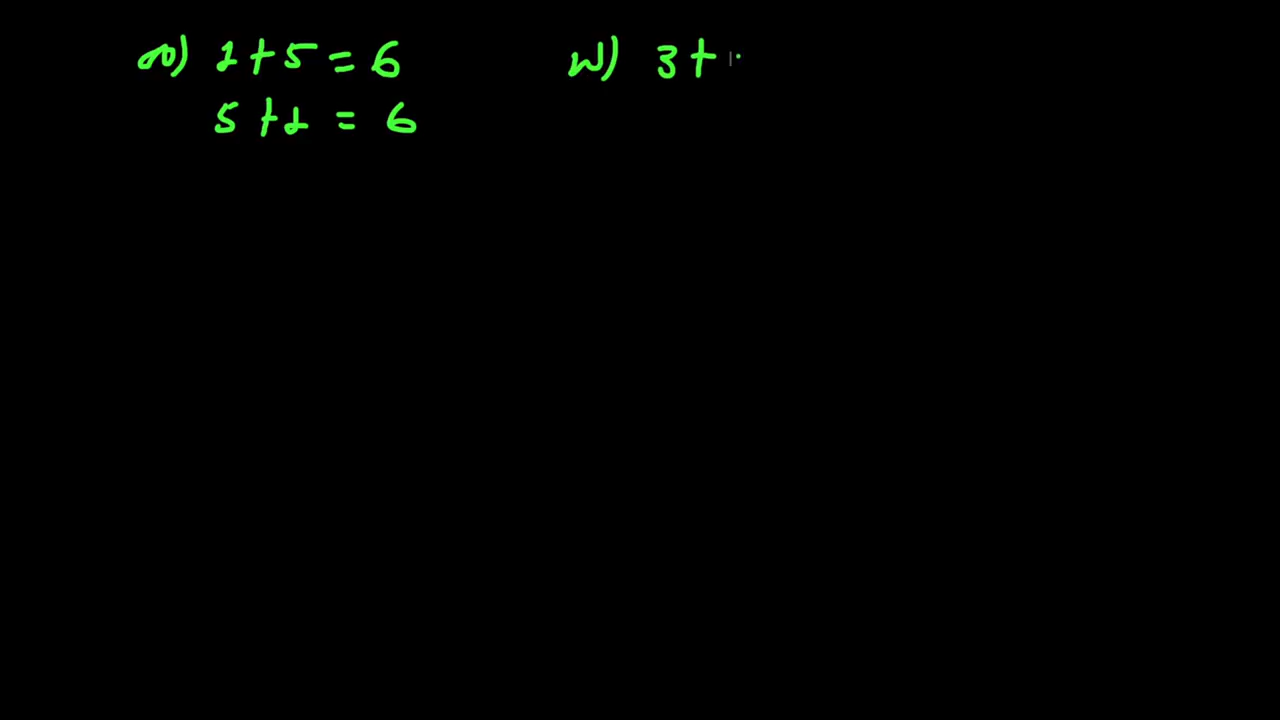 1 + 5 = 6
5 + 1 = 6
3 +